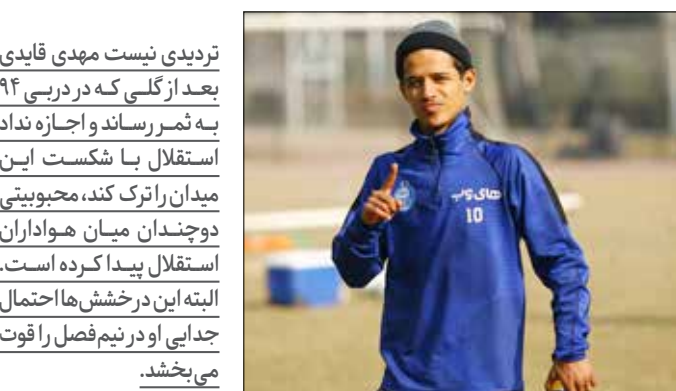 تردیدی نیست مهدی قایدی
بعد از گلی که در دربی ۹۴
به ثمر رساند و اجازه نداد
استقلال با شکست این
میدان را ترک کند، محبوبیتی
دوچندان میان هواداران
استقلال پیدا کرده است.
البته این درخشش‌ها احتمال
جدایی او در نیم‌فصل را قوت
می‌بخشد.
های وب
10